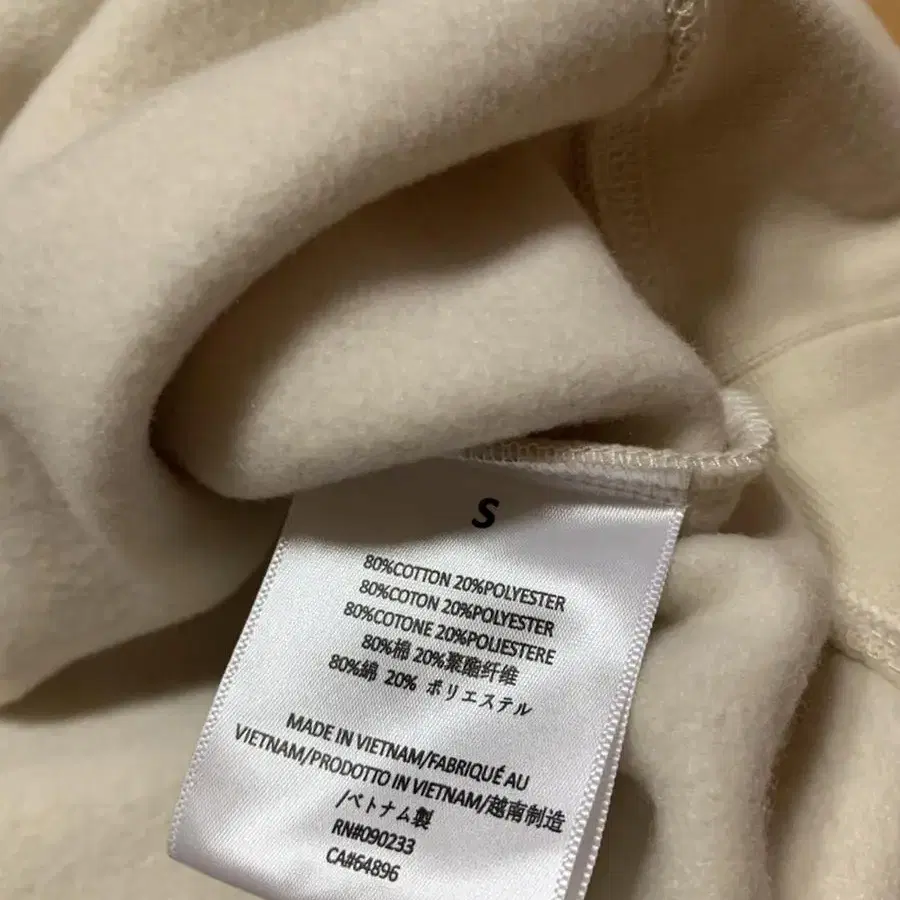 S
80%COTTON 20%POLYESTER
80%COTON 20%POLYESTER
80%COTONE 20%POLIESTERE
80%棉 20%聚酯纤维
80%綿 20% ポリエステル
MADE IN VIETNAM/FABRIQUÉ AU
VIETNAM/PRODOTTO IN VIETNAM/越南制造
/ベトナム製
RN#090233
CA#64896